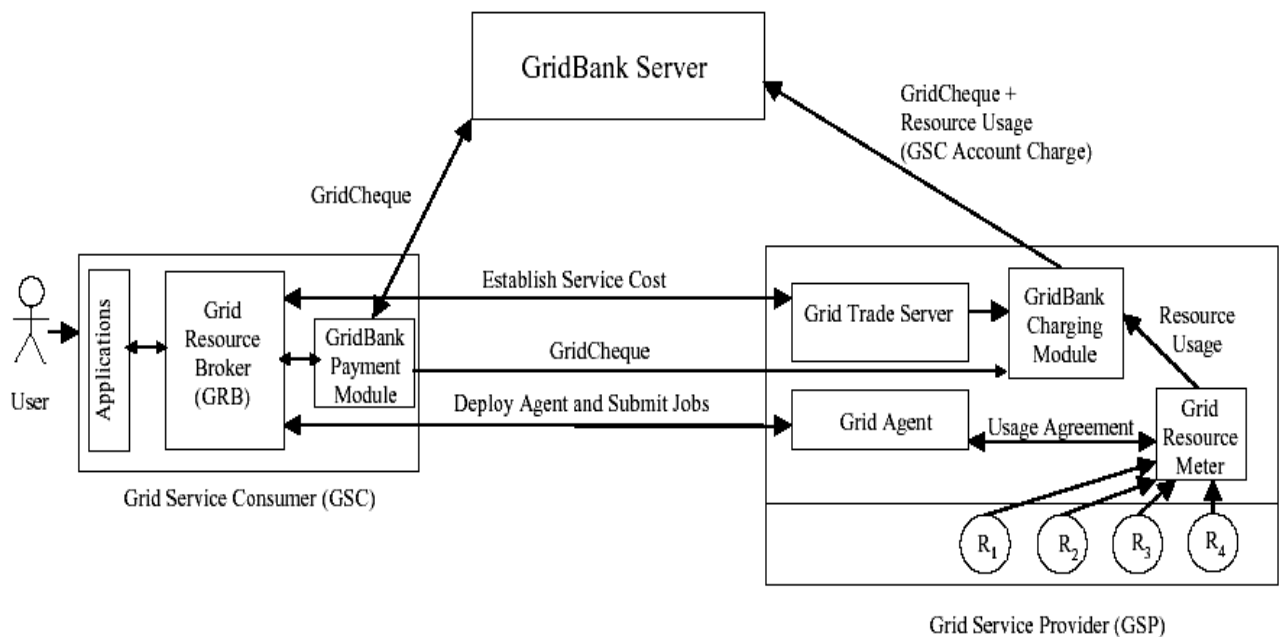 GridBank Server
GridCheque +
Resource Usage
(GSC Account Charge)
GridCheque
User
Applications
Grid
Resource
Broker
(GRB)
GridBank
Payment
Module
Establish Service Cost
GridCheque
Deploy Agent and Submit Jobs
Grid Trade Server
GridBank
Charging
Module
Resource
Usage
Grid Agent
Usage Agreement
Grid
Resource
Meter
R1
R2
R3
R4
Grid Service Consumer (GSC)
Grid Service Provider (GSP)